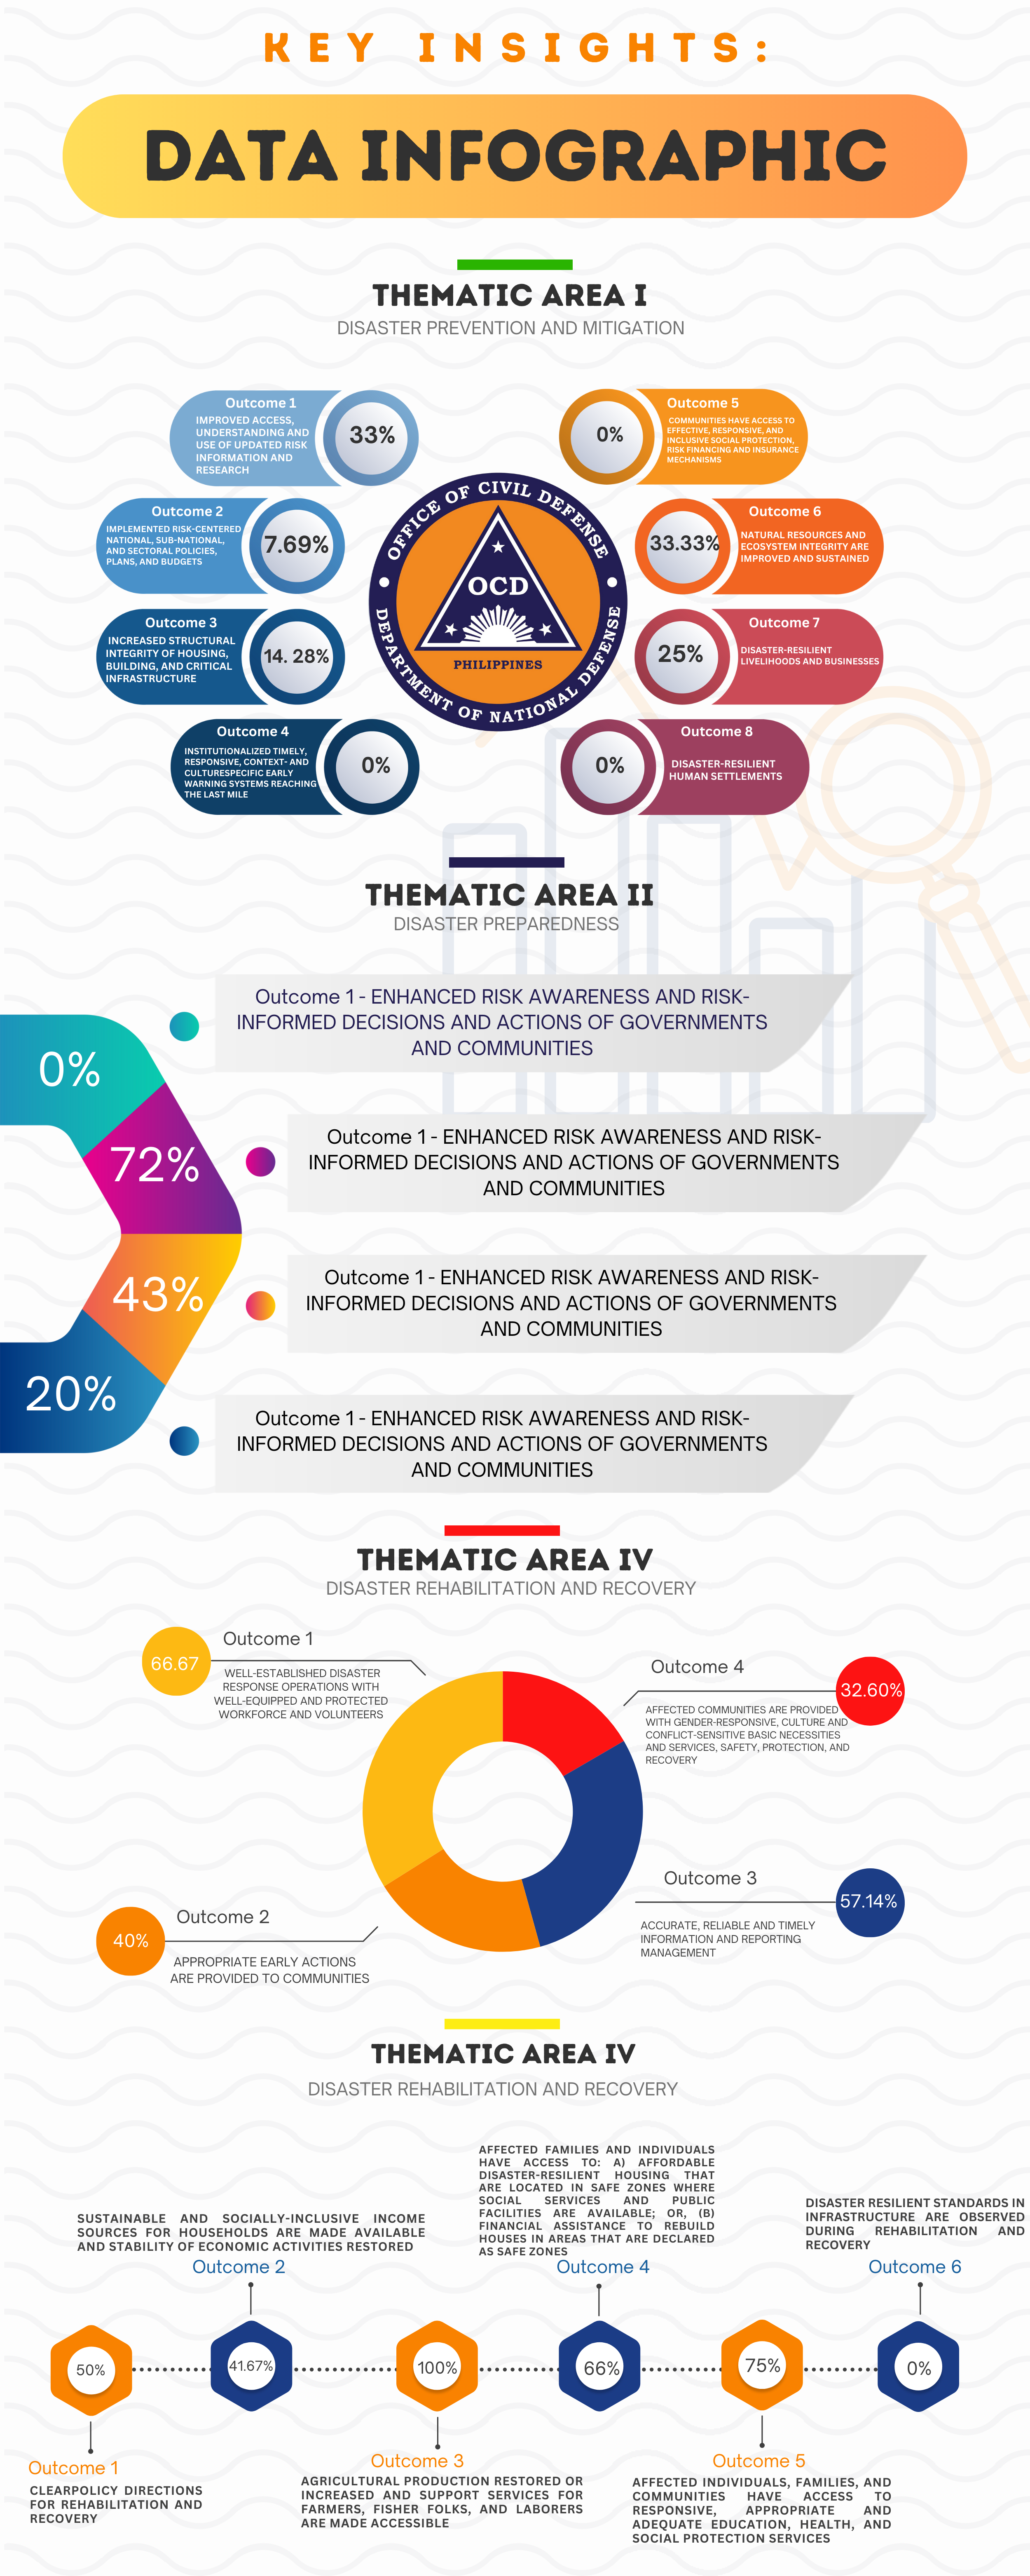 KEY INSIGHTS:
DATA INFOGRAPHIC
THEMATIC AREA I
DISASTER PREVENTION AND MITIGATION
Outcome 1
IMPROVED ACCESS,
UNDERSTANDING AND
USE OF UPDATED RISK
INFORMATION AND
RESEARCH
33%
Outcome 2
IMPLEMENTED RISK-CENTERED
NATIONAL, SUB-NATIONAL,
AND SECTORAL POLICIES,
PLANS, AND BUDGETS
7.69%
Outcome 3
INCREASED STRUCTURAL
INTEGRITY OF HOUSING,
BUILDING, AND CRITICAL
INFRASTRUCTURE
14. 28%
Outcome 4
INSTITUTIONALIZED TIMELY,
RESPONSIVE, CONTEXT- AND
CULTURESPECIFIC EARLY
WARNING SYSTEMS REACHING
THE LAST MILE
0%
OFFICE OF CIVIL DEFENSE
OCD
PHILIPPINES
DEPARTMENT OF NATIONAL DEFENSE
0%
Outcome 5
COMMUNITIES HAVE ACCESS TO
EFFECTIVE, RESPONSIVE, AND
INCLUSIVE SOCIAL PROTECTION,
RISK FINANCING AND INSURANCE
MECHANISMS
33.33%
Outcome 6
NATURAL RESOURCES AND
ECOSYSTEM INTEGRITY ARE
IMPROVED AND SUSTAINED
25%
Outcome 7
DISASTER-RESILIENT
LIVELIHOODS AND BUSINESSES
0%
Outcome 8
DISASTER-RESILIENT
HUMAN SETTLEMENTS
THEMATIC AREA II
DISASTER PREPAREDNESS
0%
Outcome 1 - ENHANCED RISK AWARENESS AND RISK-
INFORMED DECISIONS AND ACTIONS OF GOVERNMENTS
AND COMMUNITIES
72%
Outcome 1 - ENHANCED RISK AWARENESS AND RISK-
INFORMED DECISIONS AND ACTIONS OF GOVERNMENTS
AND COMMUNITIES
43%
Outcome 1 - ENHANCED RISK AWARENESS AND RISK-
INFORMED DECISIONS AND ACTIONS OF GOVERNMENTS
AND COMMUNITIES
20%
Outcome 1 - ENHANCED RISK AWARENESS AND RISK-
INFORMED DECISIONS AND ACTIONS OF GOVERNMENTS
AND COMMUNITIES
THEMATIC AREA IV
DISASTER REHABILITATION AND RECOVERY
66.67
Outcome 1
WELL-ESTABLISHED DISASTER
RESPONSE OPERATIONS WITH
WELL-EQUIPPED AND PROTECTED
WORKFORCE AND VOLUNTEERS
Outcome 4
32.60%
AFFECTED COMMUNITIES ARE PROVIDED
WITH GENDER-RESPONSIVE, CULTURE AND
CONFLICT-SENSITIVE BASIC NECESSITIES
AND SERVICES, SAFETY, PROTECTION, AND
RECOVERY
40%
Outcome 2
APPROPRIATE EARLY ACTIONS
ARE PROVIDED TO COMMUNITIES
Outcome 3
57.14%
ACCURATE, RELIABLE AND TIMELY
INFORMATION AND REPORTING
MANAGEMENT
THEMATIC AREA IV
DISASTER REHABILITATION AND RECOVERY
SUSTAINABLE AND SOCIALLY-INCLUSIVE INCOME
SOURCES FOR HOUSEHOLDS ARE MADE AVAILABLE
AND STABILITY OF ECONOMIC ACTIVITIES RESTORED
Outcome 2
AFFECTED FAMILIES AND INDIVIDUALS
HAVE ACCESS TO: A) AFFORDABLE
DISASTER-RESILIENT HOUSING THAT
ARE LOCATED IN SAFE ZONES WHERE
SOCIAL SERVICES AND PUBLIC
FACILITIES ARE AVAILABLE; OR, (B)
FINANCIAL ASSISTANCE TO REBUILD
HOUSES IN AREAS THAT ARE DECLARED
AS SAFE ZONES
Outcome 4
DISASTER RESILIENT STANDARDS IN
INFRASTRUCTURE ARE OBSERVED
DURING REHABILITATION AND
RECOVERY
Outcome 6
50%
41.67%
100%
66%
75%
0%
Outcome 1
CLEARPOLICY DIRECTIONS
FOR REHABILITATION AND
RECOVERY
Outcome 3
AGRICULTURAL PRODUCTION RESTORED OR
INCREASED AND SUPPORT SERVICES FOR
FARMERS, FISHER FOLKS, AND LABORERS
ARE MADE ACCESSIBLE
Outcome 5
AFFECTED INDIVIDUALS, FAMILIES, AND
COMMUNITIES HAVE ACCESS TO
RESPONSIVE, APPROPRIATE AND
ADEQUATE EDUCATION, HEALTH, AND
SOCIAL PROTECTION SERVICES